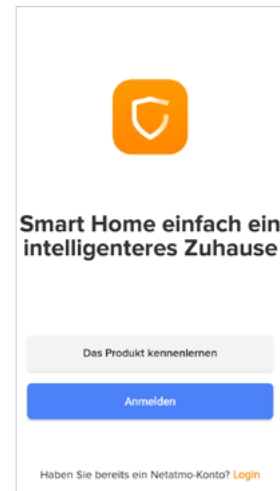 Smart Home einfach ein
intelligenteres Zuhause
Das Produkt kennenlernen
Anmelden
Haben Sie bereits ein Netatmo-Konto? Login